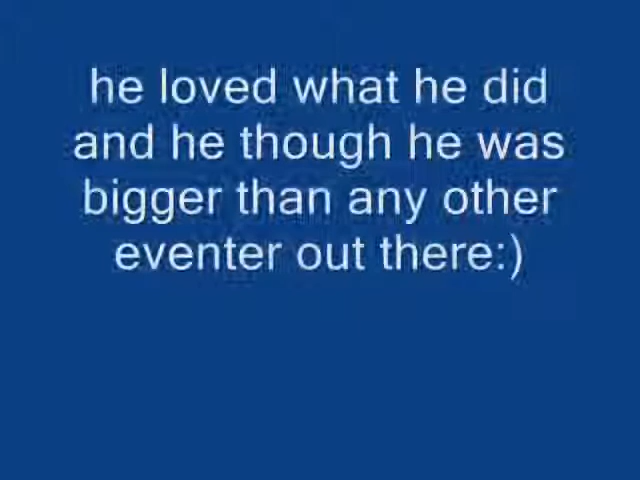 he loved what he did
and he though he was
bigger than any other
eventer out there:)